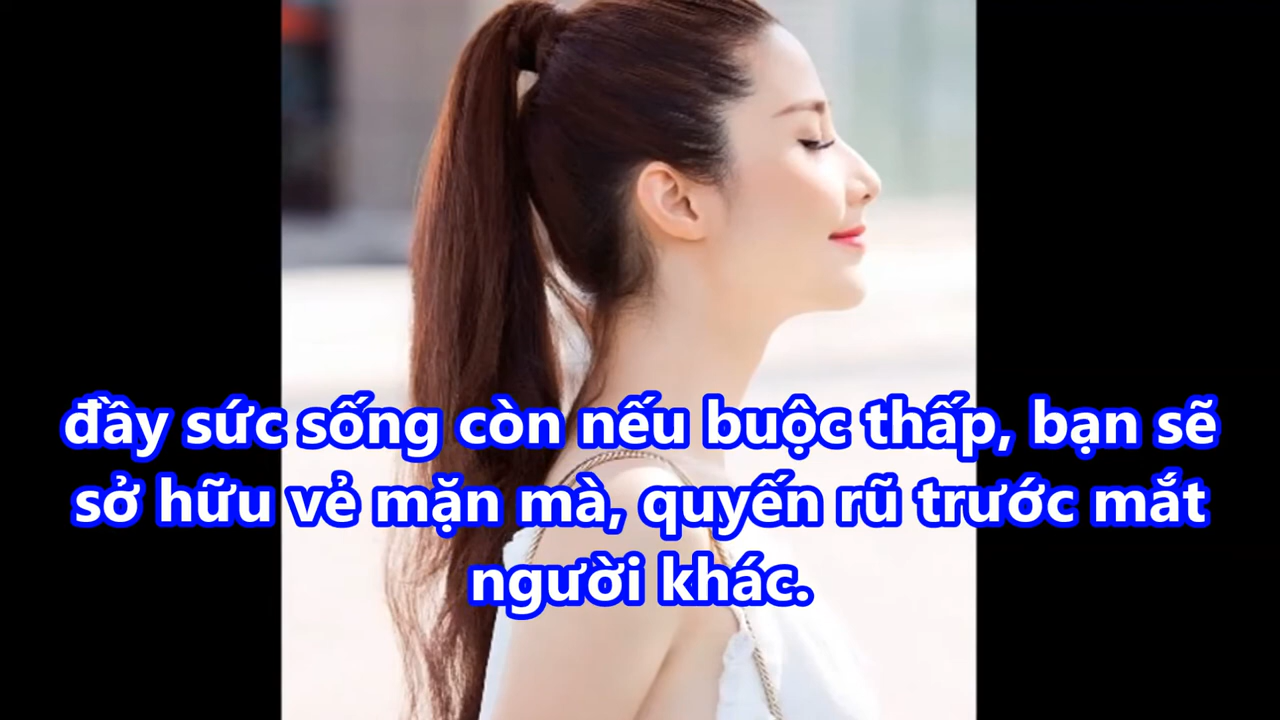 đầy sức sống còn nếu buộc thấp, bạn sẽ
sở hữu vẻ mặn mà, quyến rũ trước mắt
người khác.